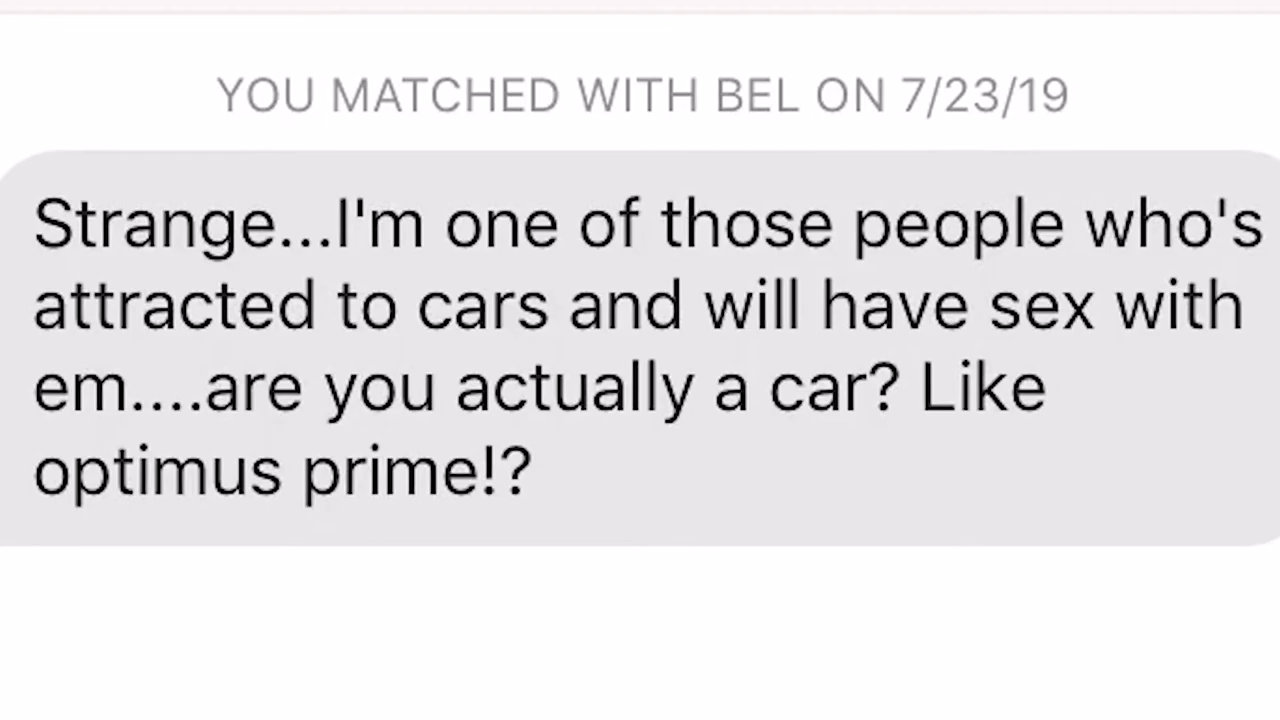 YOU MATCHED WITH BEL ON 7/23/19
Strange...I'm one of those people who's
attracted to cars and will have sex with
em....are you actually a car? Like
optimus prime!?